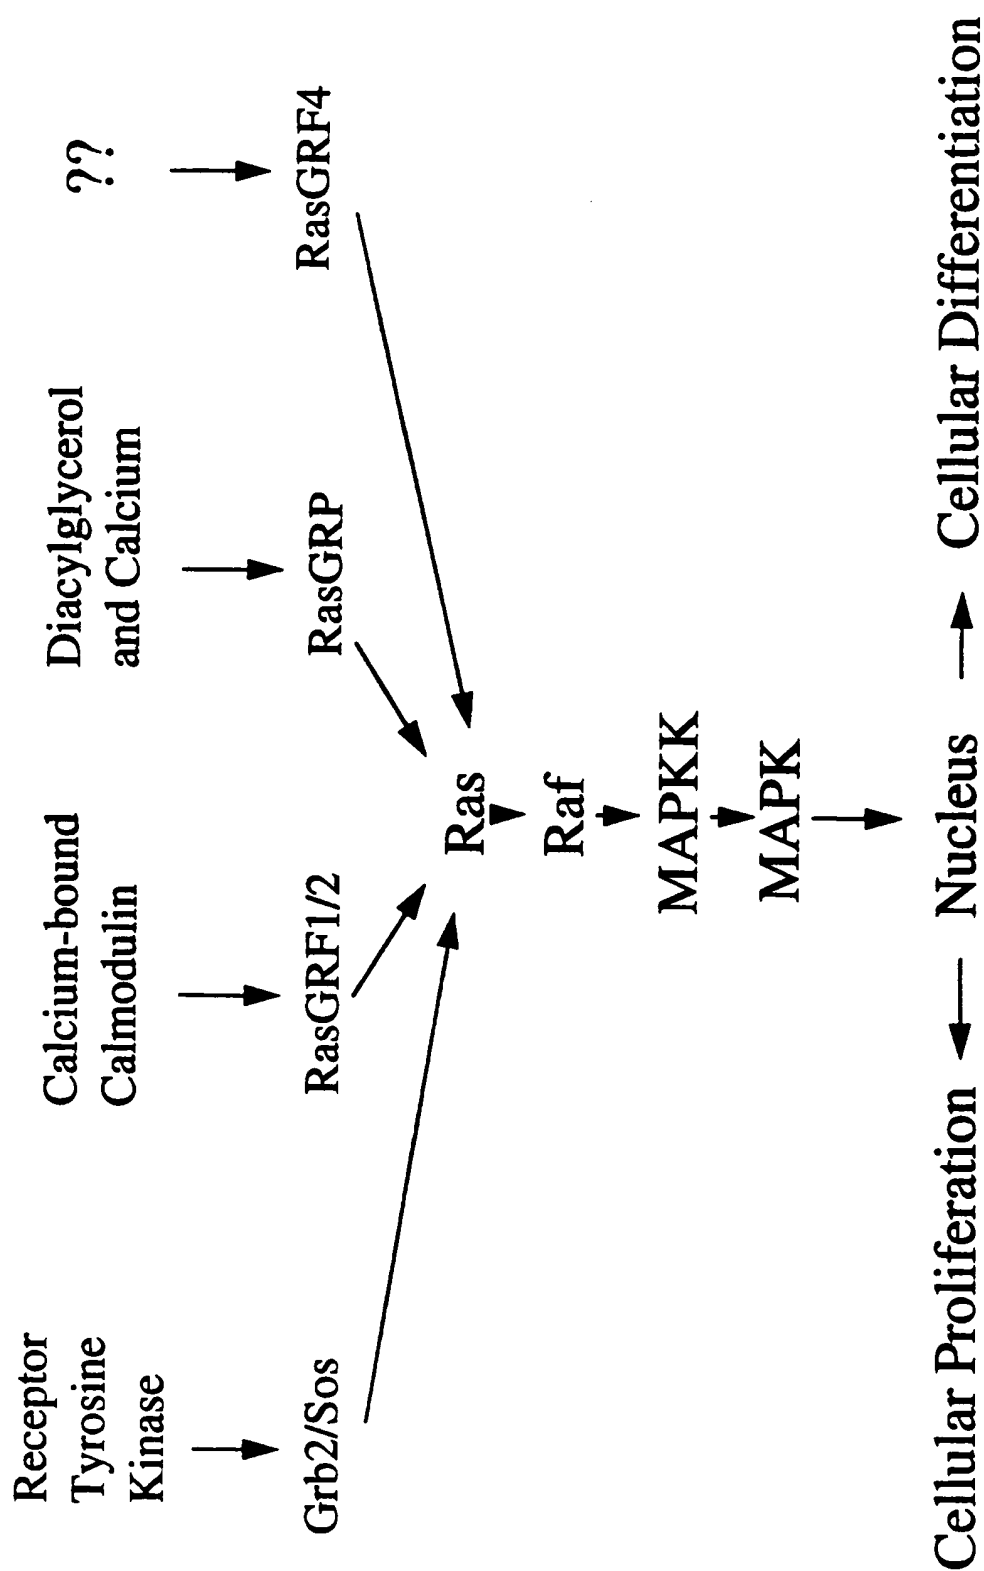 Receptor
Tyrosine
Kinase
Calcium-bound
Calmodulin
Diacylglycerol
and Calcium
??
Grb2/Sos
RasGRF1/2
RasGRP
RasGRF4
Ras
Raf
MAPKK
MAPK
Cellular Proliferation
Nucleus
Cellular Differentiation